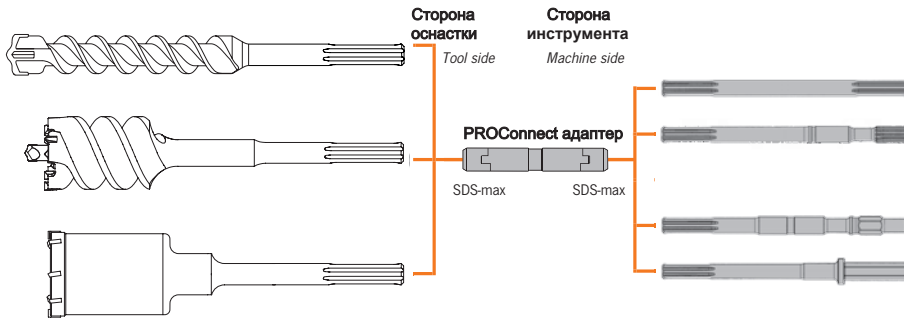 Сторона
оснастки
Tool side
Сторона
инструмента
Machine side
PROConnect адаптер
SDS-max
SDS-max